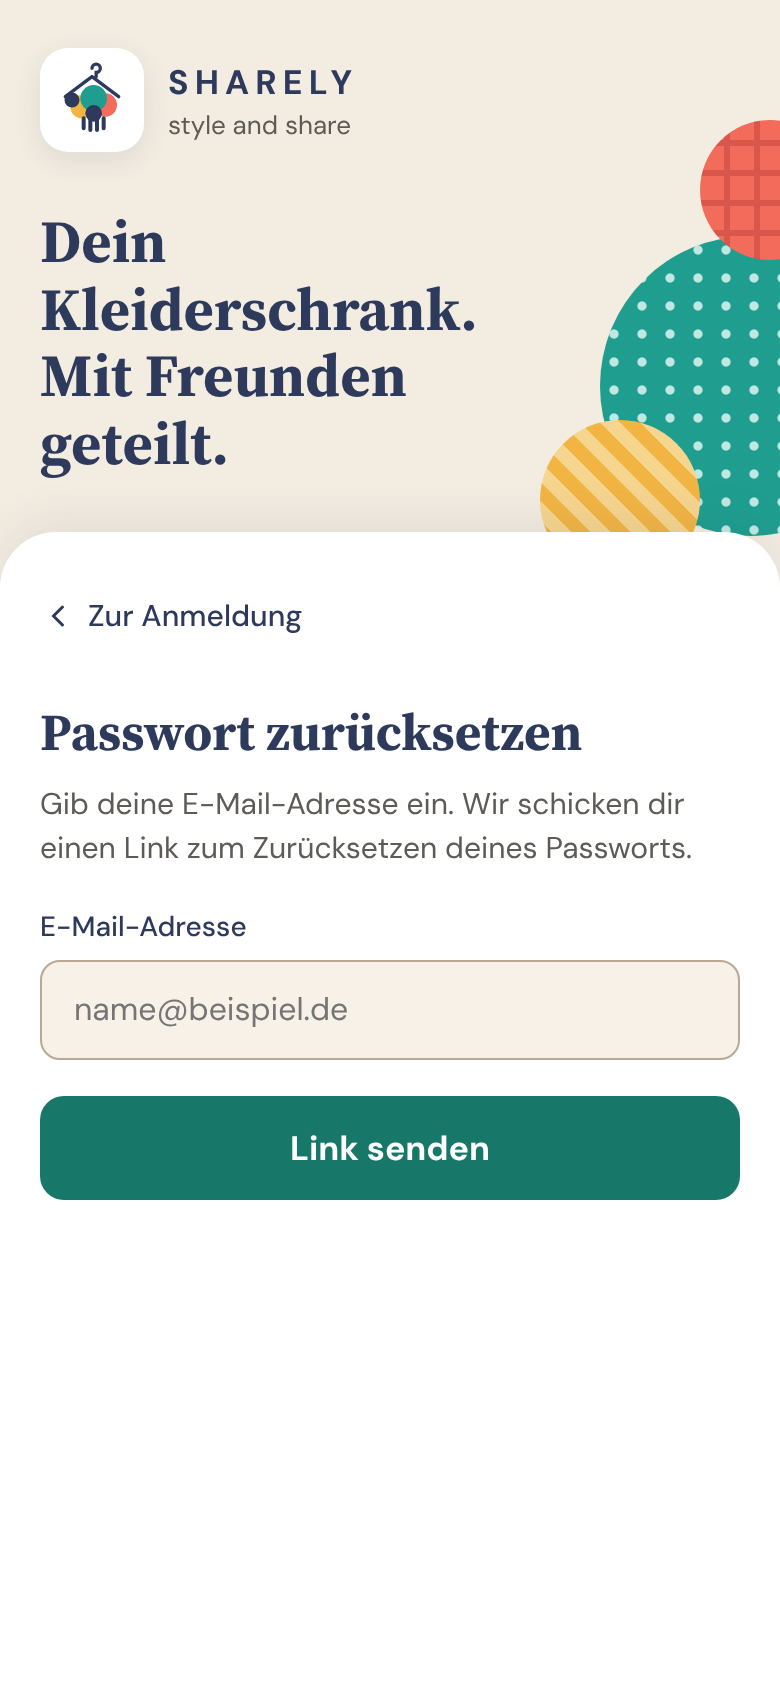 SHARELY
style and share
Dein
Kleiderschrank.
Mit Freunden
geteilt.
Zur Anmeldung
Passwort zurücksetzen
Gib deine E-Mail-Adresse ein. Wir schicken dir
einen Link zum Zurücksetzen deines Passworts.
E-Mail-Adresse
name@beispiel.de
Link senden